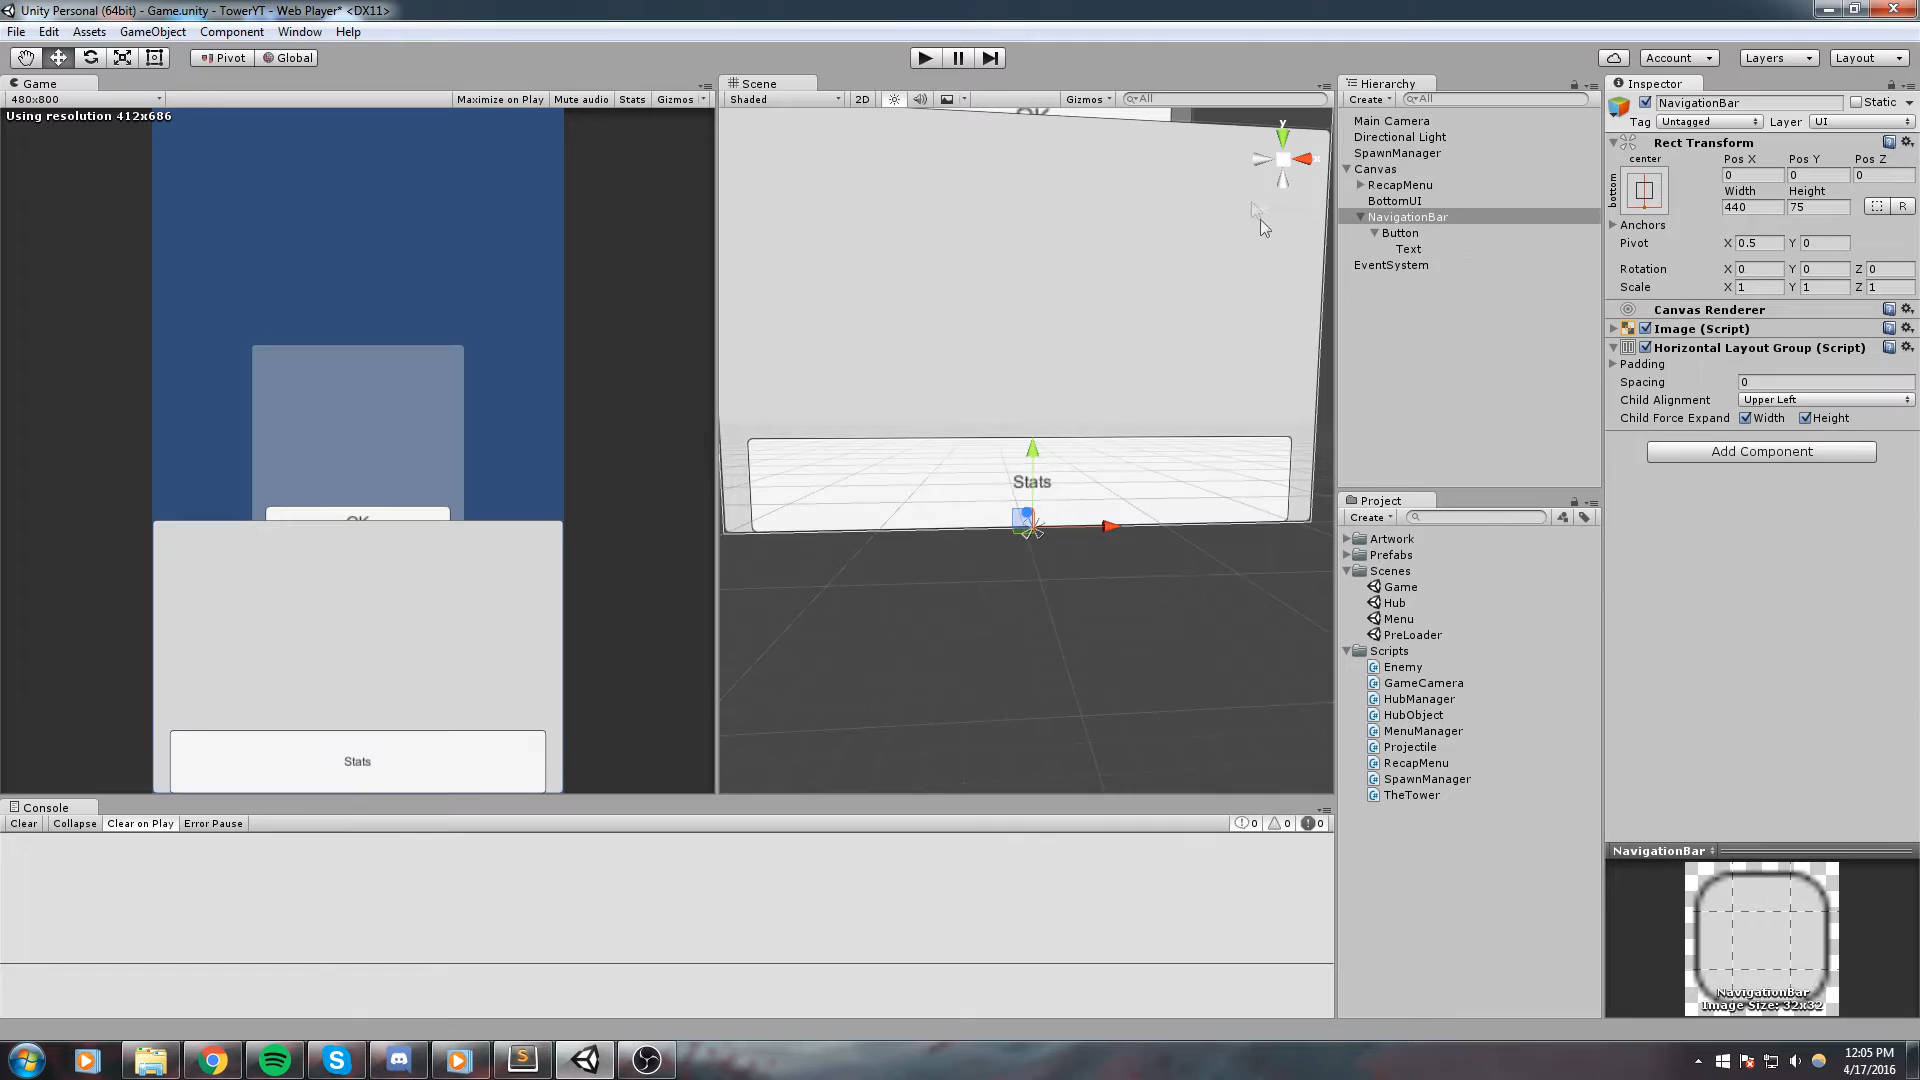 Unity Personal (64bit) - Game.unity - TowerYT - Web Player* <DX11>
File Edit Assets GameObject Component Window Help
Pivot Global Account Layers Layout
Game
480x800 Maximize on Play Mute audio Stats Gizmos
Using resolution 412x686
OK
Stats
Scene
Shaded 2D Gizmos All
OK
y
Stats
Hierarchy
Create All
Main Camera
Directional Light
SpawnManager
Canvas
RecapMenu
BottomUI
NavigationBar
Button
Text
EventSystem
Project
Create
Artwork
Prefabs
Scenes
Game
Hub
Menu
PreLoader
Scripts
Enemy
GameCamera
HubManager
HubObject
MenuManager
Projectile
RecapMenu
SpawnManager
TheTower
Inspector
NavigationBar Static
Tag Untagged Layer UI
Rect Transform
center Pos X Pos Y Pos Z
bottom 0 0 0
Width Height
440 75 R
Anchors
Pivot X 0.5 Y 0
Rotation X 0 Y 0 Z 0
Scale X 1 Y 1 Z 1
Canvas Renderer
Image (Script)
Horizontal Layout Group (Script)
Padding
Spacing 0
Child Alignment Upper Left
Child Force Expand Width Height
Add Component
NavigationBar
NavigationBar
Image Size: 32x32
Console
Clear Collapse Clear on Play Error Pause 0 0 0
12:05 PM
4/17/2016